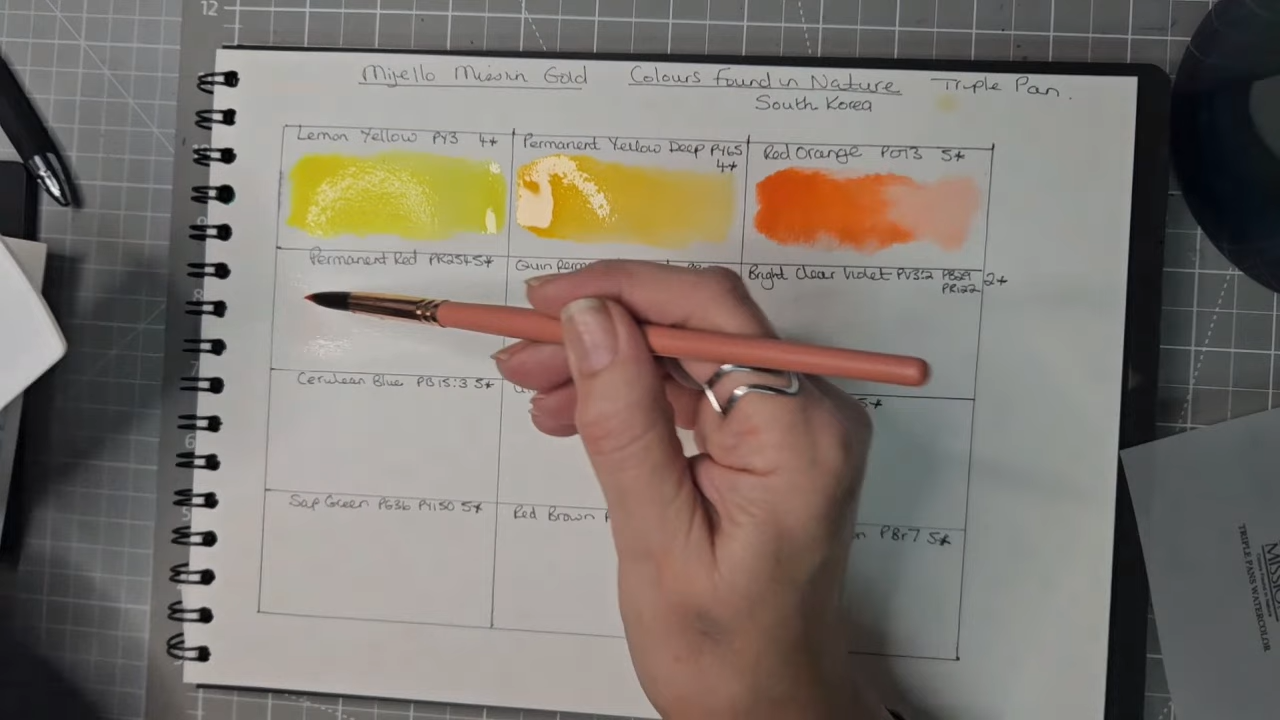 12
Mijello Mission Gold Colours found in Nature Triple Pan.
South Korea
Lemon Yellow PY3 4*
Permanent Yellow Deep PY65 4*
Red Orange PO73 5*
Permanent Red PR254 5*
Quin
Bright Clear Violet PV32 PB29 PR122 2*
Cerulean Blue PB15:3 5*
5*
Sap Green PG36 PY150 5*
Red Brown
PBr7 5*
TRIPLE PANS WATERCOLOR